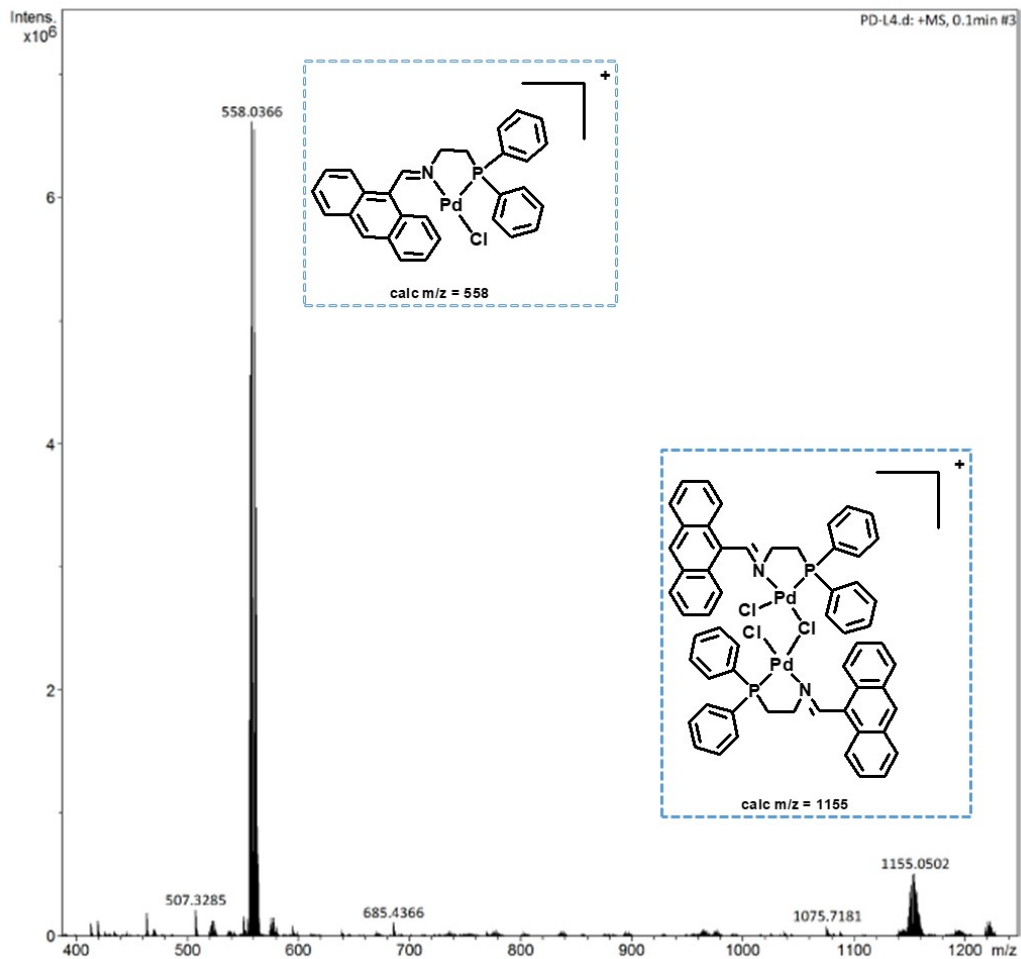 Intens.
x10⁶
PD-L4.d: +MS, 0.1min #3
558.0366
+
N
P
Pd
Cl
calc m/z = 558
6
4
+
N
P
Pd
Cl
Cl
Cl
Pd
P
N
calc m/z = 1155
2
1155.0502
507.3285
685.4366
1075.7181
0
400 500 600 700 800 900 1000 1100 1200 m/z